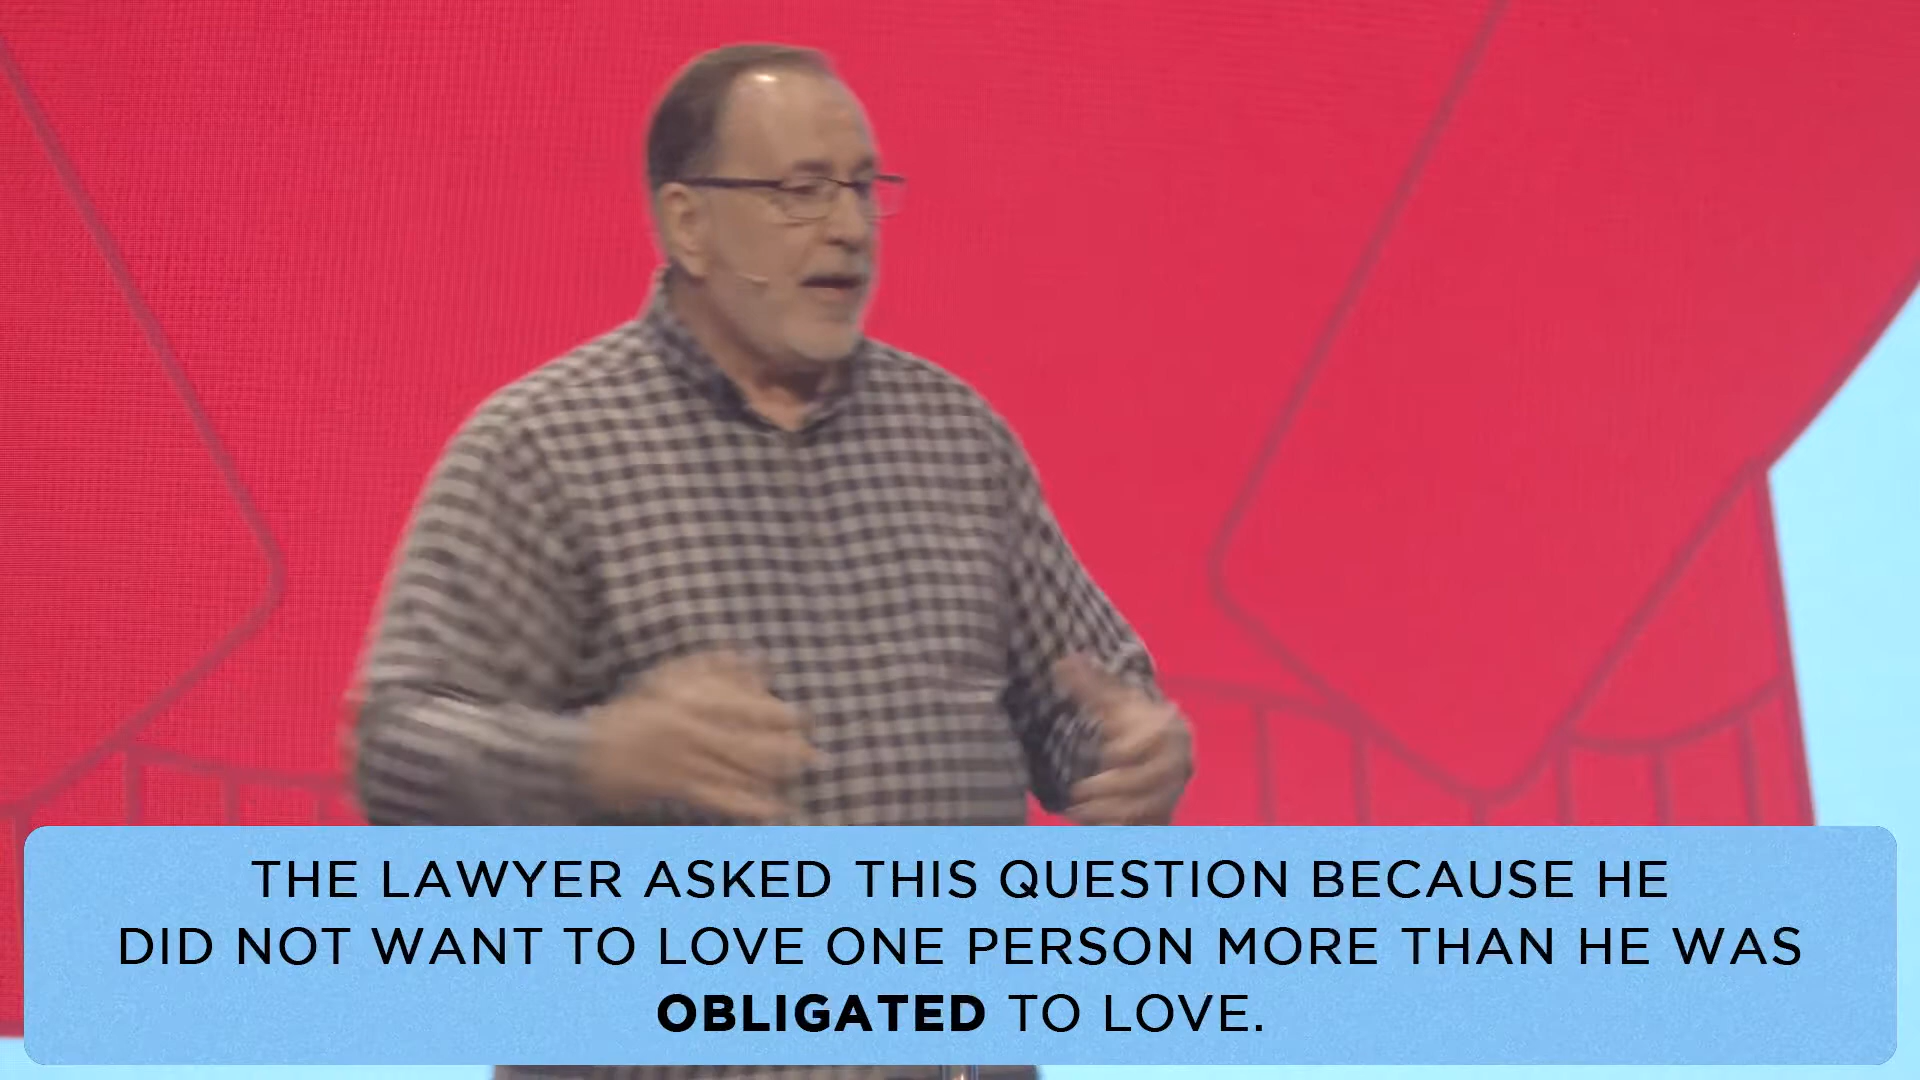 THE LAWYER ASKED THIS QUESTION BECAUSE HE
DID NOT WANT TO LOVE ONE PERSON MORE THAN HE WAS
OBLIGATED TO LOVE.